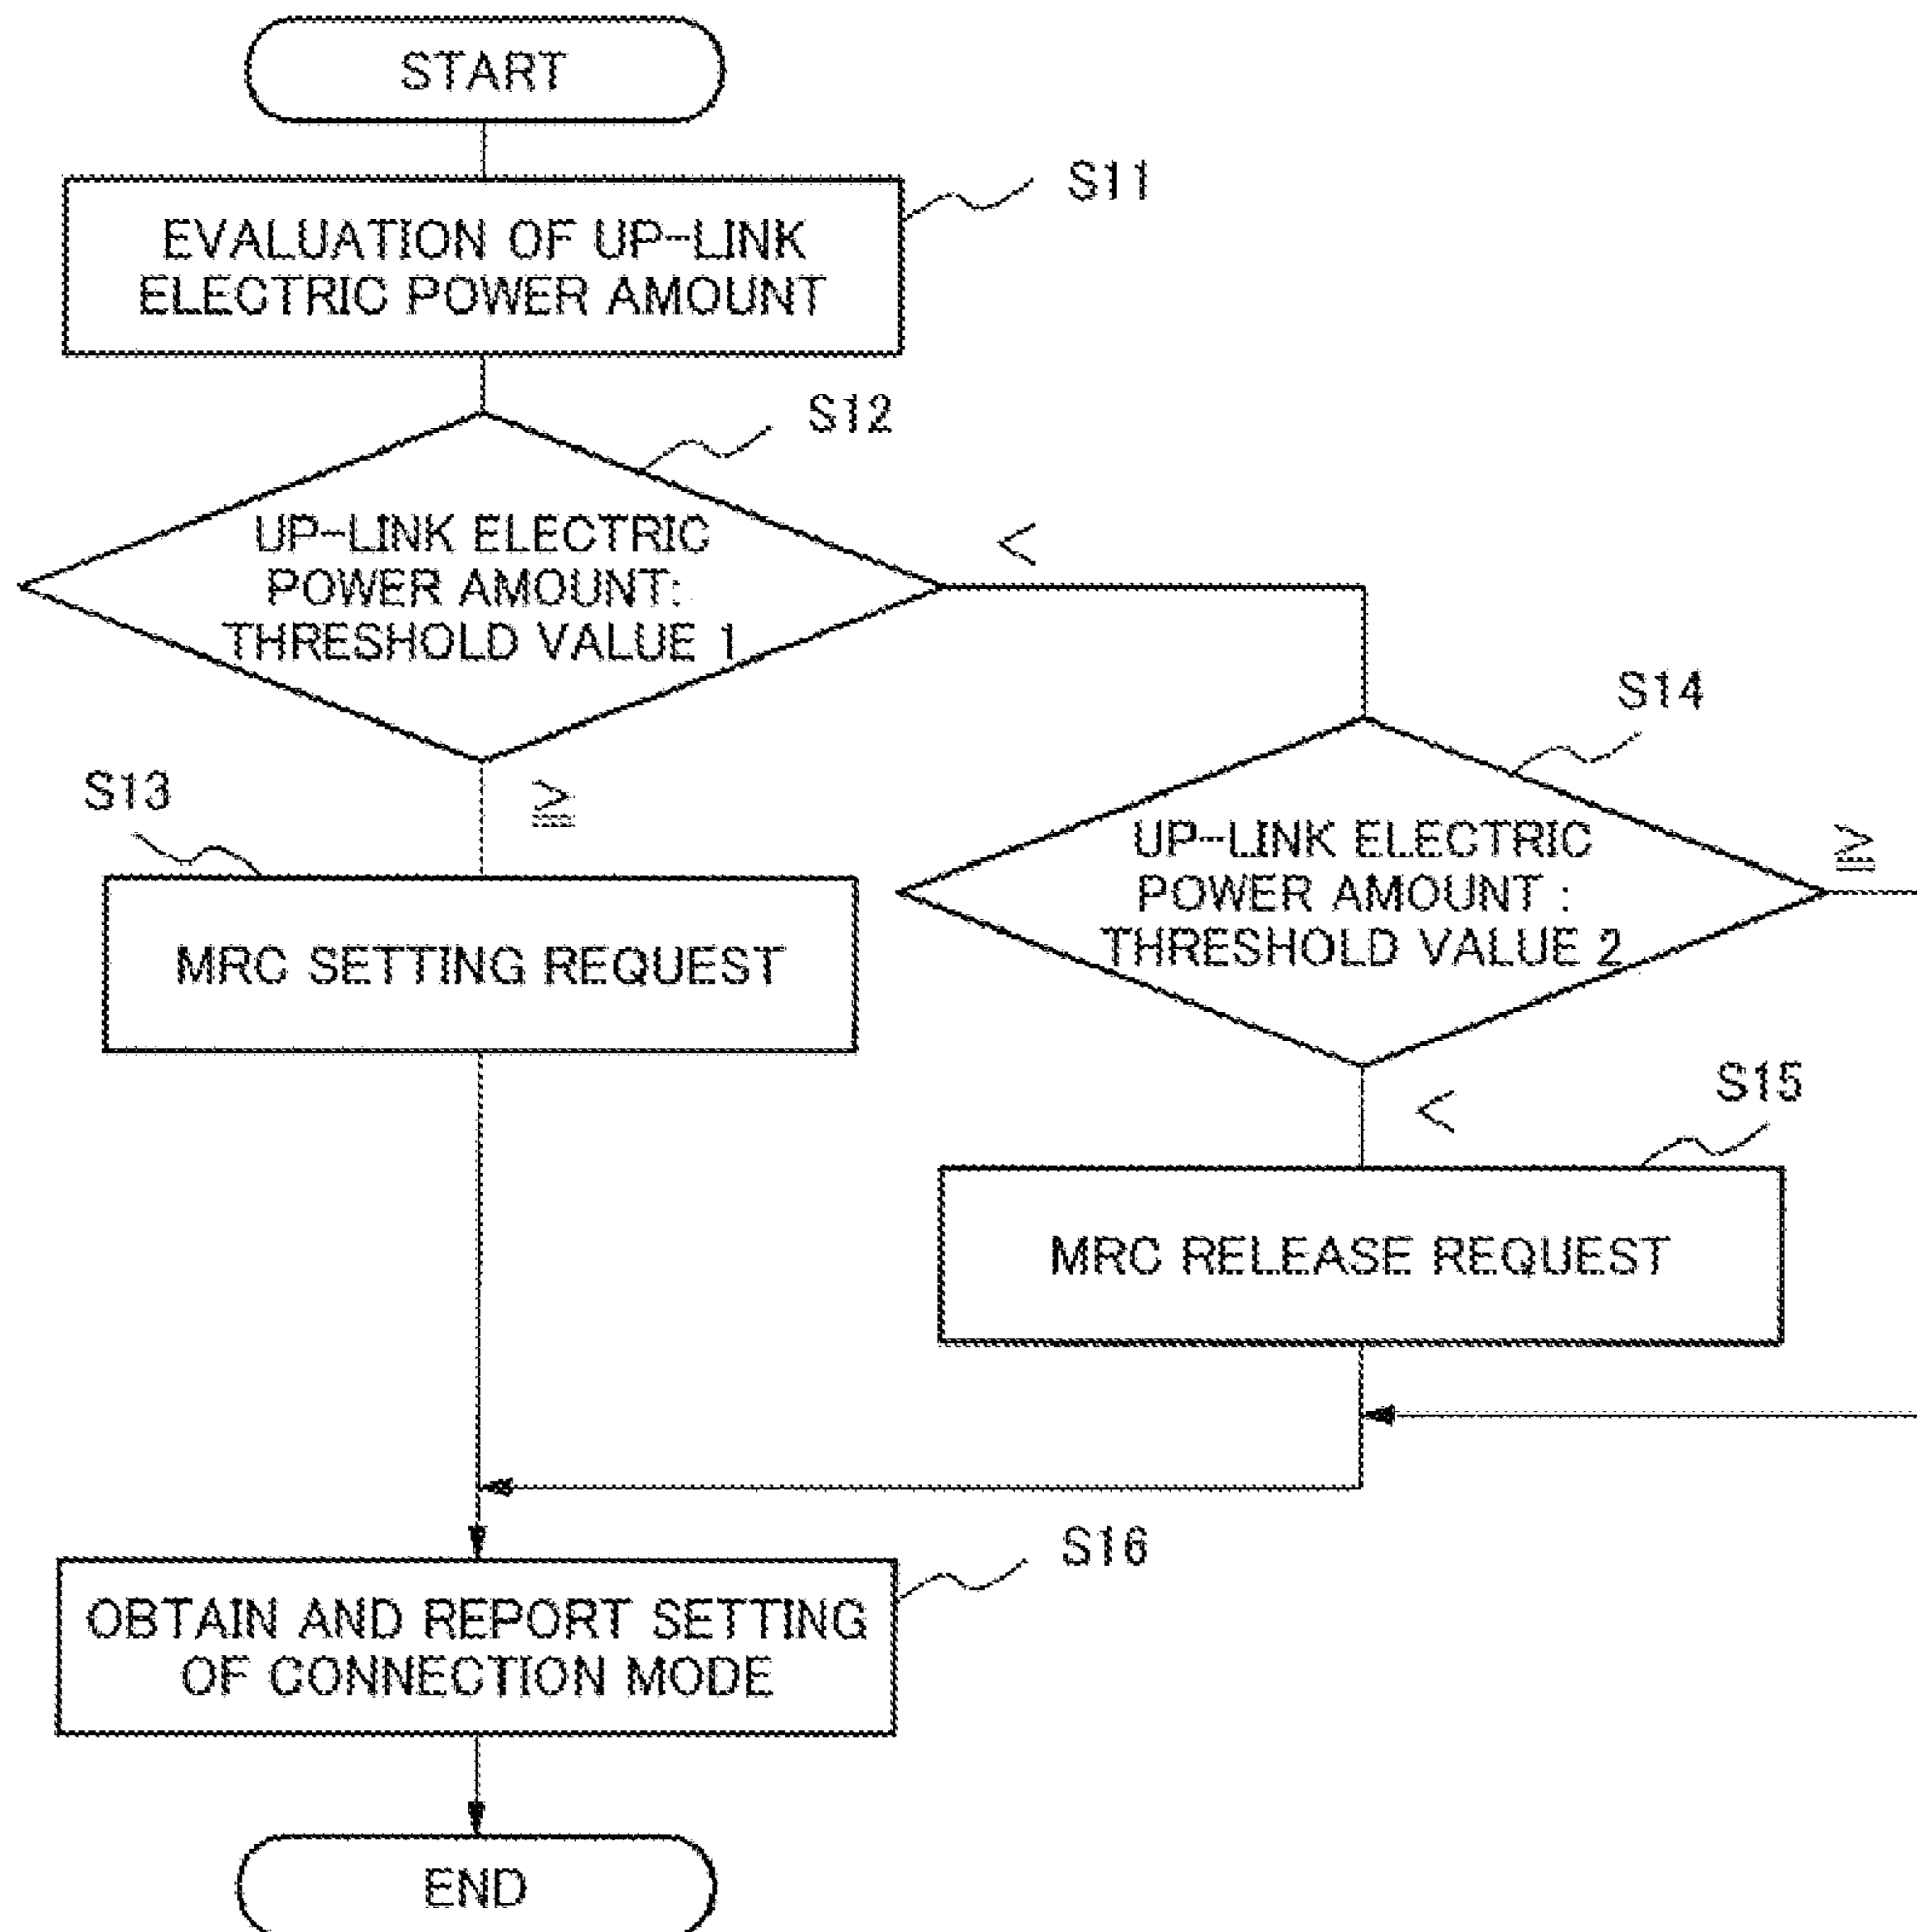 START
S11
EVALUATION OF UP-LINK
ELECTRIC POWER AMOUNT
S12
UP-LINK ELECTRIC
POWER AMOUNT:
THRESHOLD VALUE 1
<
S14
S13
≧
UP-LINK ELECTRIC
POWER AMOUNT :
THRESHOLD VALUE 2
≧
MRC SETTING REQUEST
<
S15
MRC RELEASE REQUEST
S16
OBTAIN AND REPORT SETTING
OF CONNECTION MODE
END